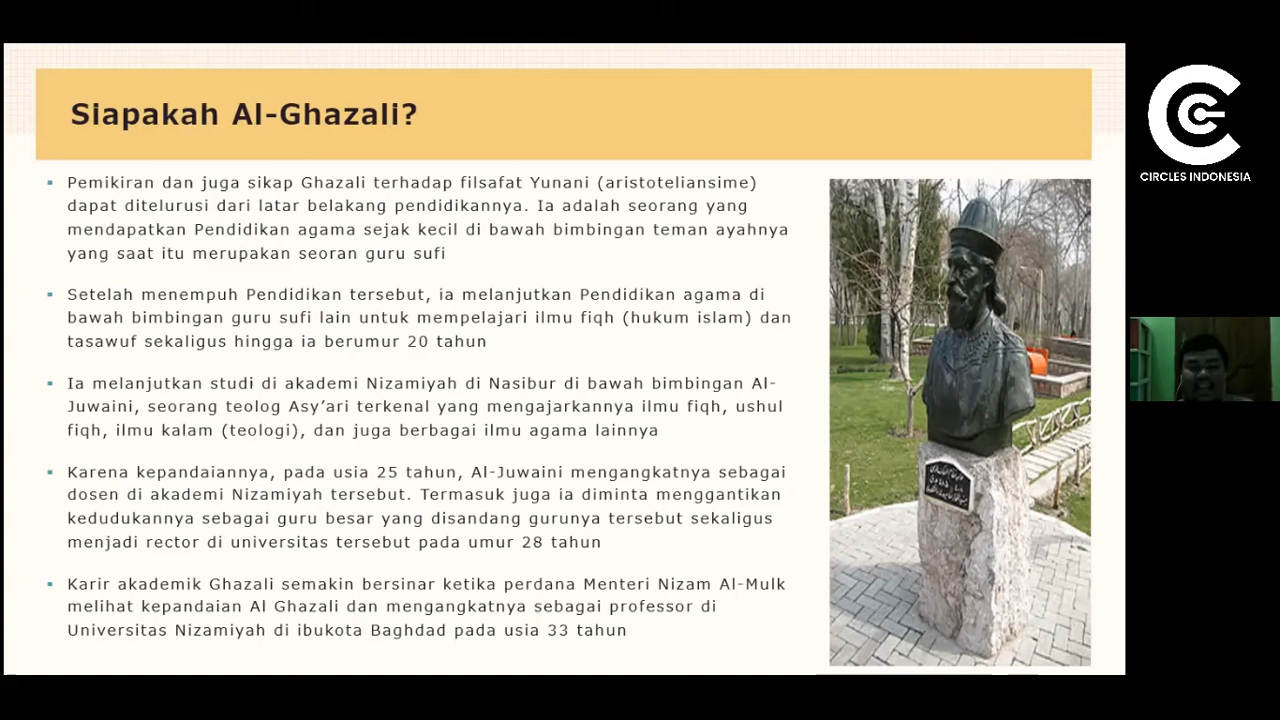 Siapakah Al-Ghazali?
Pemikiran dan juga sikap Ghazali terhadap filsafat Yunani (aristoteliansime)
dapat ditelurusi dari latar belakang pendidikannya. Ia adalah seorang yang
mendapatkan Pendidikan agama sejak kecil di bawah bimbingan teman ayahnya
yang saat itu merupakan seoran guru sufi
Setelah menempuh Pendidikan tersebut, ia melanjutkan Pendidikan agama di
bawah bimbingan guru sufi lain untuk mempelajari ilmu fiqh (hukum islam) dan
tasawuf sekaligus hingga ia berumur 20 tahun
Ia melanjutkan studi di akademi Nizamiyah di Nasibur di bawah bimbingan Al-
Juwaini, seorang teolog Asy’ari terkenal yang mengajarkannya ilmu fiqh, ushul
fiqh, ilmu kalam (teologi), dan juga berbagai ilmu agama lainnya
Karena kepandaiannya, pada usia 25 tahun, Al-Juwaini mengangkatnya sebagai
dosen di akademi Nizamiyah tersebut. Termasuk juga ia diminta menggantikan
kedudukannya sebagai guru besar yang disandang gurunya tersebut sekaligus
menjadi rector di universitas tersebut pada umur 28 tahun
Karir akademik Ghazali semakin bersinar ketika perdana Menteri Nizam Al-Mulk
melihat kepandaian Al Ghazali dan mengangkatnya sebagai professor di
Universitas Nizamiyah di ibukota Baghdad pada usia 33 tahun
CIRCLES INDONESIA